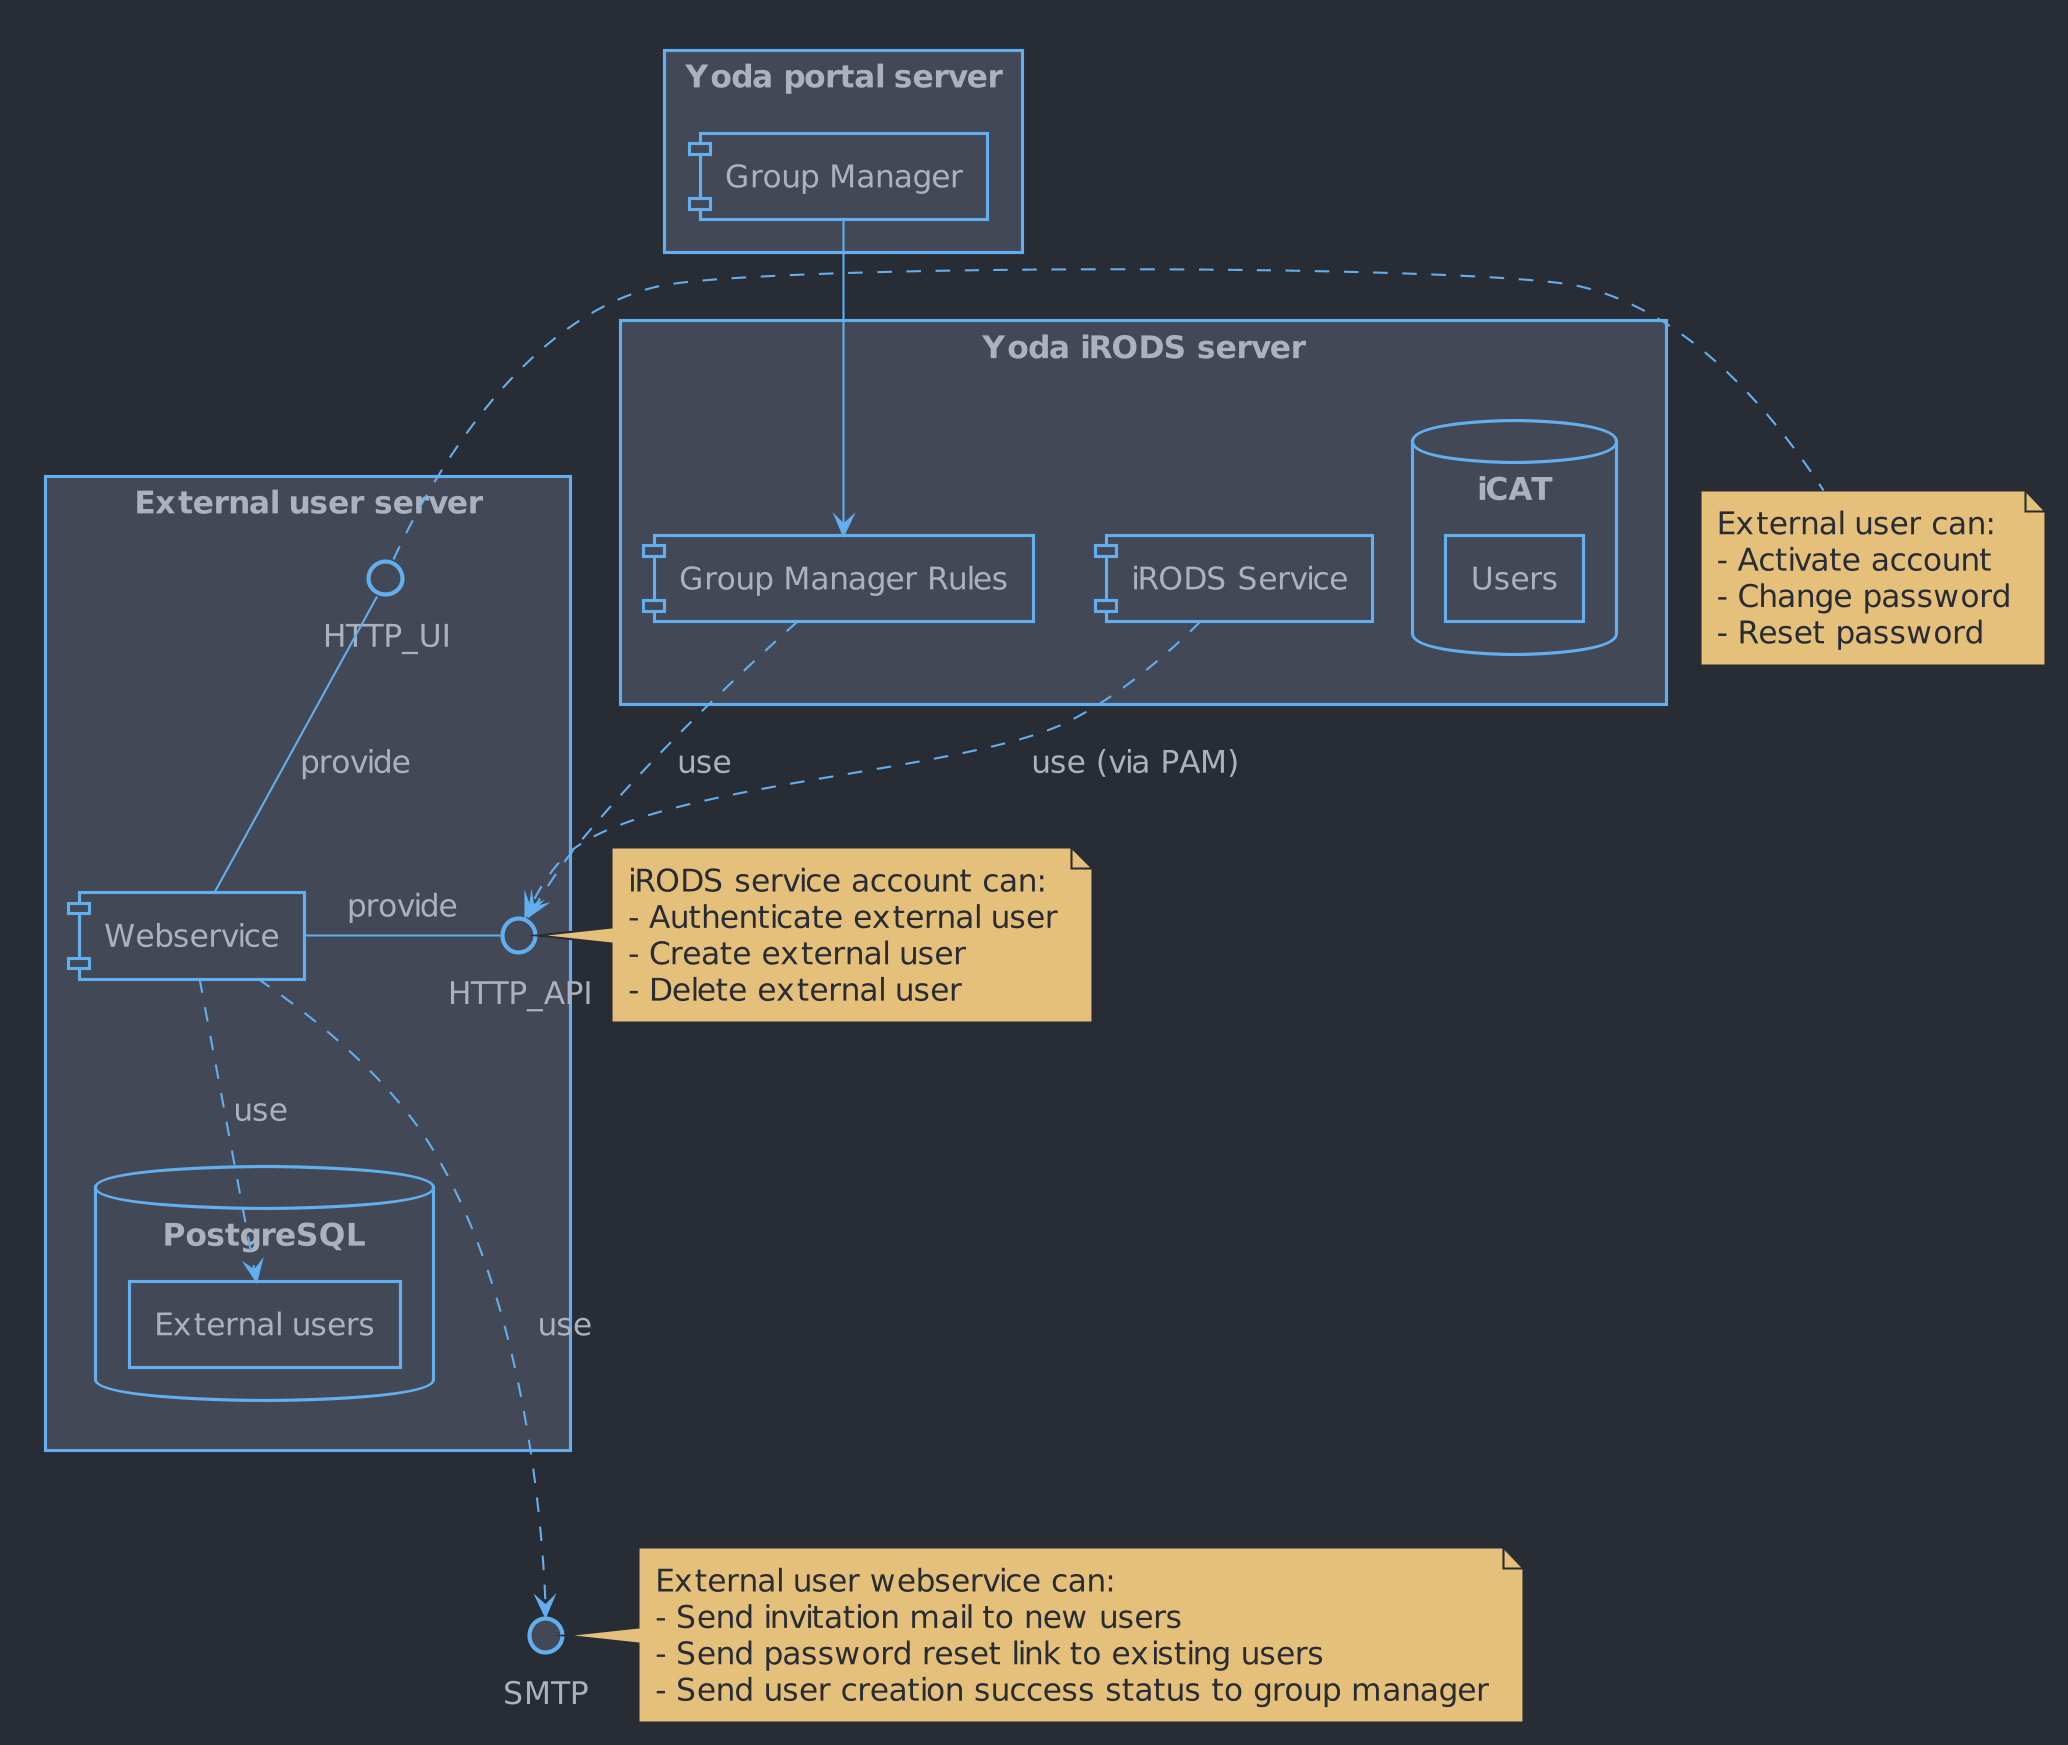 Yoda portal server
Group Manager
Yoda iRODS server
iCAT
Group Manager Rules
iRODS Service
Users
External user can:
- Activate account
- Change password
- Reset password
External user server
HTTP_UI
provide
use
use (via PAM)
Webservice
provide
HTTP_API
iRODS service account can:
- Authenticate external user
- Create external user
- Delete external user
use
PostgreSQL
External users
use
SMTP
External user webservice can:
- Send invitation mail to new users
- Send password reset link to existing users
- Send user creation success status to group manager